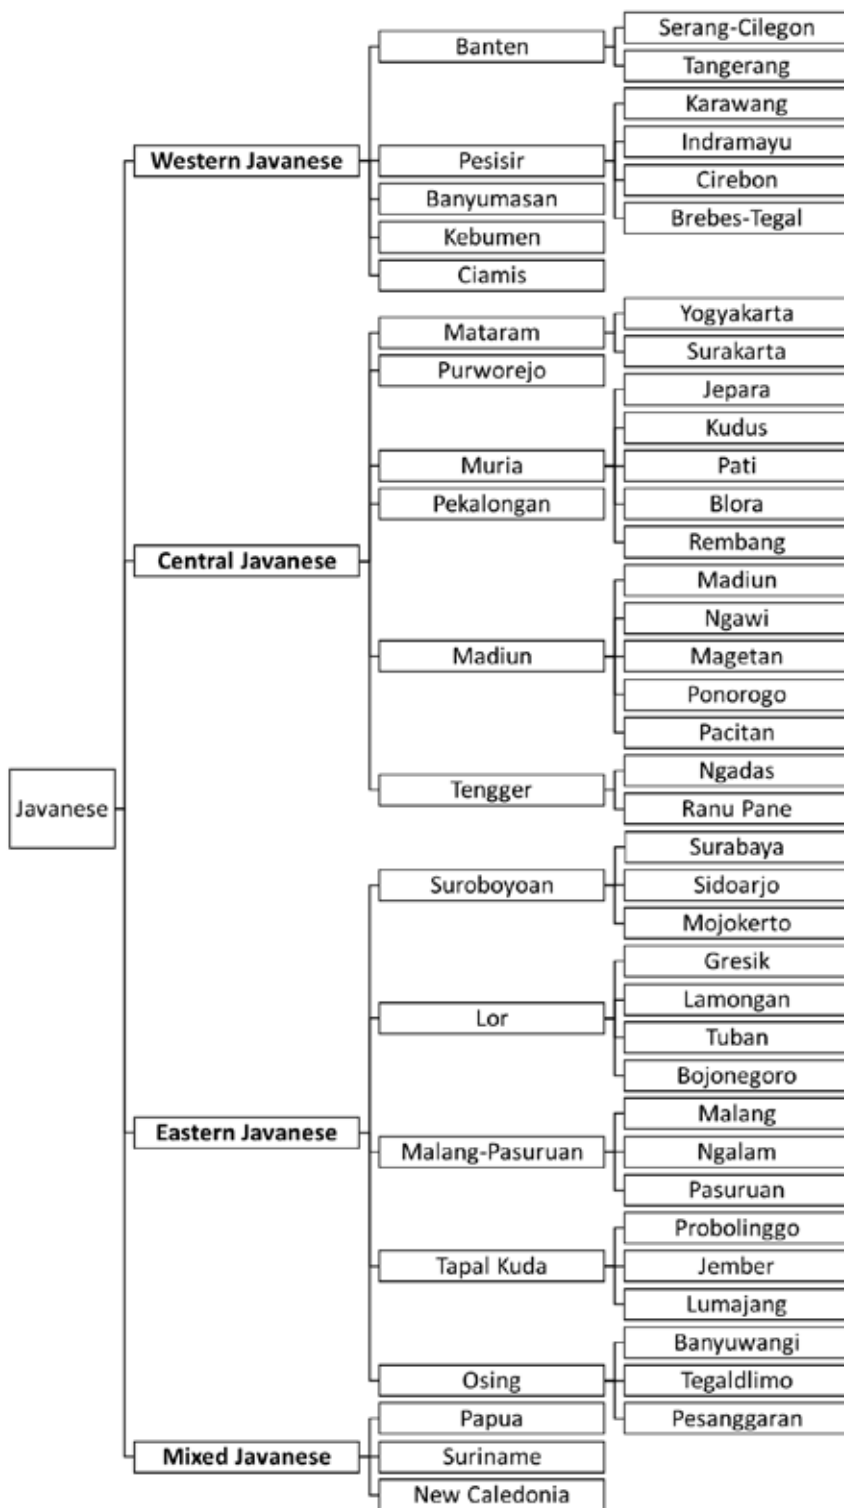 Javanese
Western Javanese
Banten
Serang-Cilegon
Tangerang
Pesisir
Karawang
Indramayu
Cirebon
Brebes-Tegal
Banyumasan
Kebumen
Ciamis
Central Javanese
Mataram
Yogyakarta
Surakarta
Purworejo
Muria
Jepara
Kudus
Pati
Blora
Rembang
Pekalongan
Madiun
Madiun
Ngawi
Magetan
Ponorogo
Pacitan
Tengger
Ngadas
Ranu Pane
Eastern Javanese
Suroboyoan
Surabaya
Sidoarjo
Mojokerto
Lor
Gresik
Lamongan
Tuban
Bojonegoro
Malang-Pasuruan
Malang
Ngalam
Pasuruan
Tapal Kuda
Probolinggo
Jember
Lumajang
Osing
Banyuwangi
Tegaldlimo
Pesanggaran
Mixed Javanese
Papua
Suriname
New Caledonia